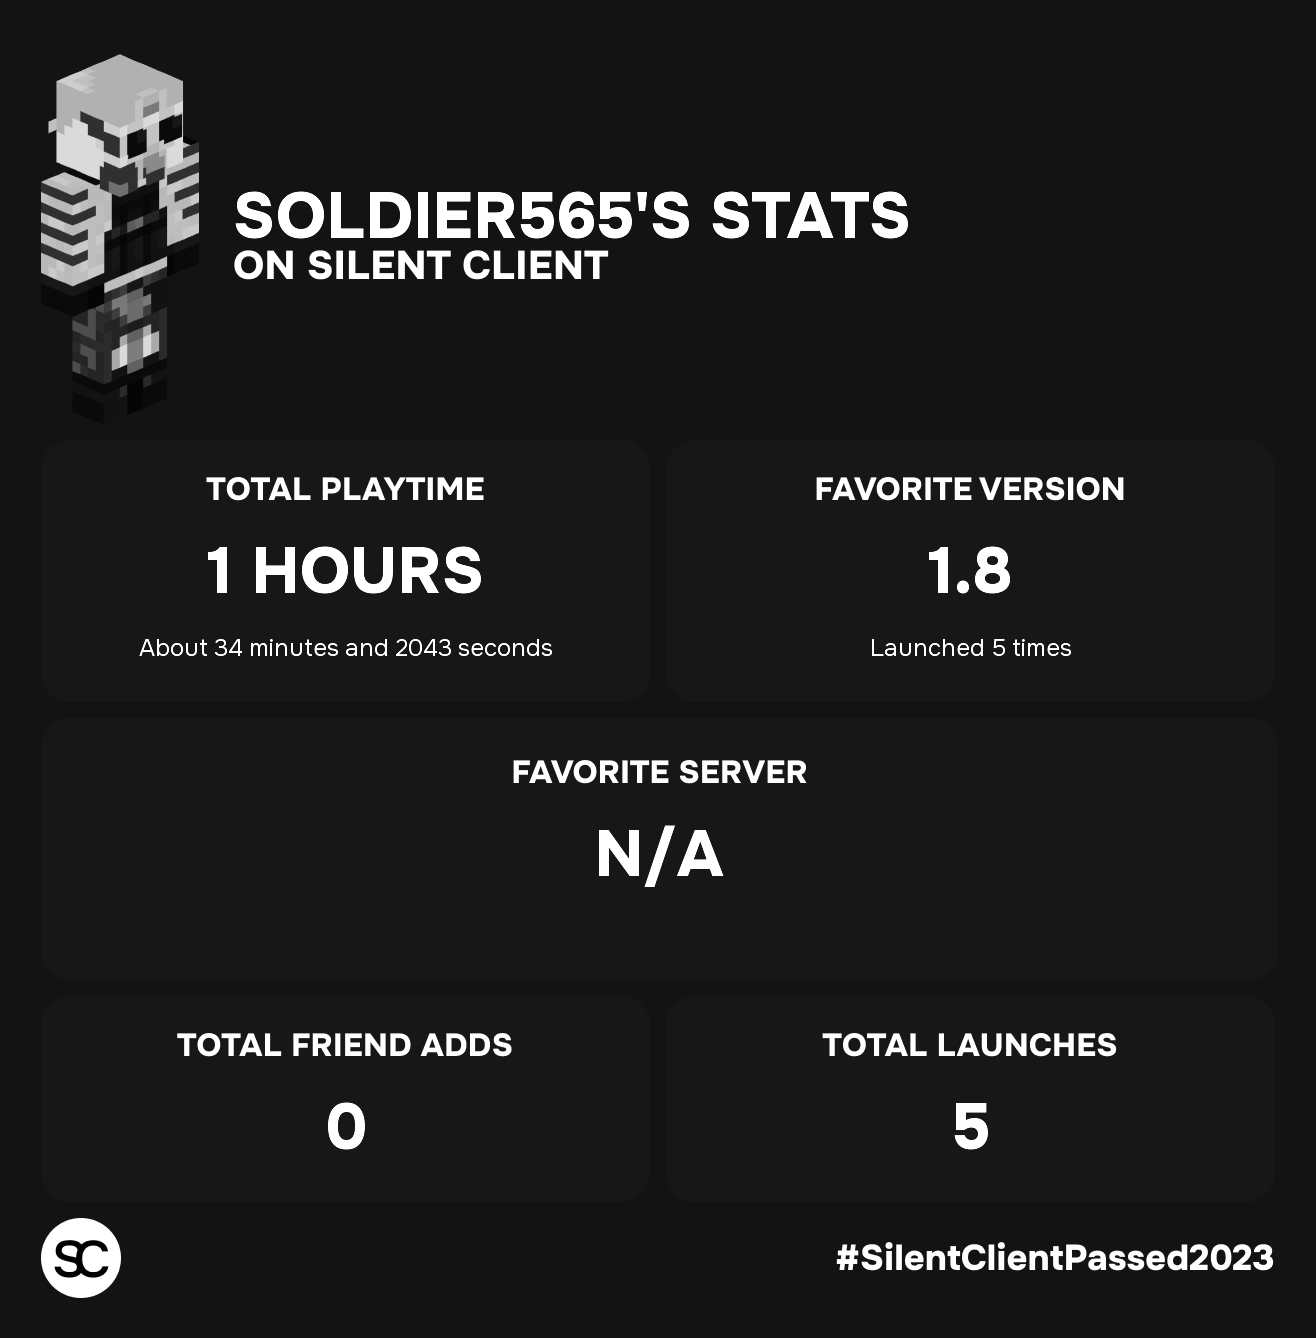 SOLDIER565'S STATS
ON SILENT CLIENT
TOTAL PLAYTIME
1 HOURS
About 34 minutes and 2043 seconds
FAVORITE VERSION
1.8
Launched 5 times
FAVORITE SERVER
N/A
TOTAL FRIEND ADDS
0
TOTAL LAUNCHES
5
SC
#SilentClientPassed2023